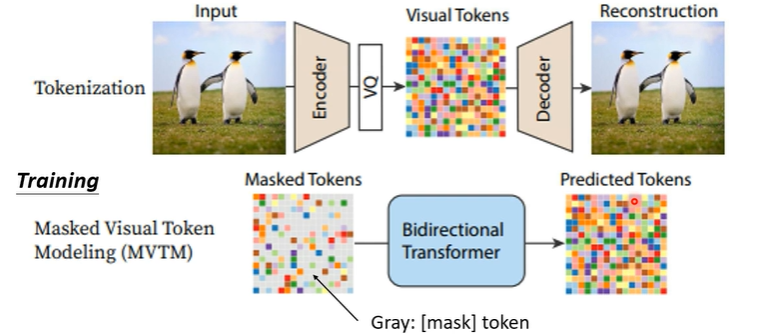 Input
Visual Tokens
Reconstruction
Tokenization
Encoder
VQ
Decoder
Training
Masked Tokens
Predicted Tokens
Masked Visual Token
Modeling (MVTM)
Bidirectional
Transformer
Gray: [mask] token